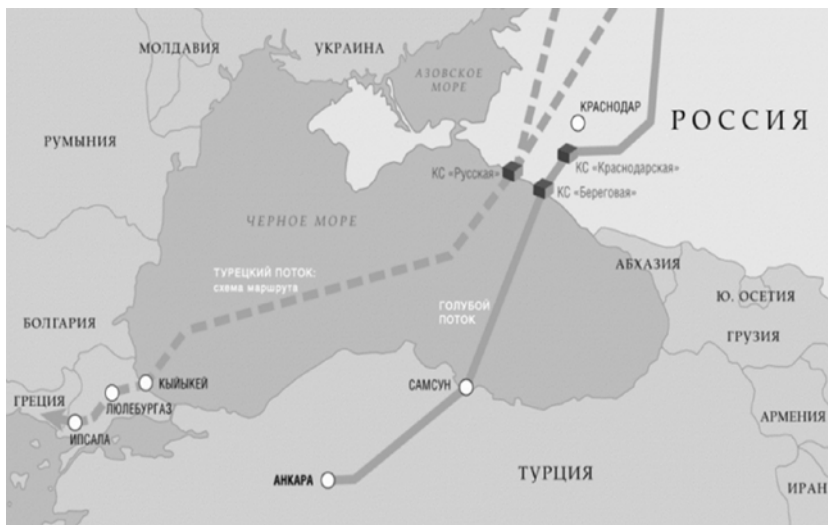 МОЛДАВИЯ
УКРАИНА
АЗОВСКОЕ
МОРЕ
КРАСНОДАР
РОССИЯ
РУМЫНИЯ
КС «Русская»
КС «Краснодарская»
КС «Береговая»
ЧЕРНОЕ МОРЕ
АБХАЗИЯ
ТУРЕЦКИЙ ПОТОК:
схема маршрута
Ю. ОСЕТИЯ
ГОЛУБОЙ
ПОТОК
БОЛГАРИЯ
ГРУЗИЯ
КЫЙЫКЕЙ
САМСУН
ГРЕЦИЯ
ЛЮЛЕБУРГАЗ
АРМЕНИЯ
ИПСАЛА
АНКАРА
ТУРЦИЯ
ИРАН